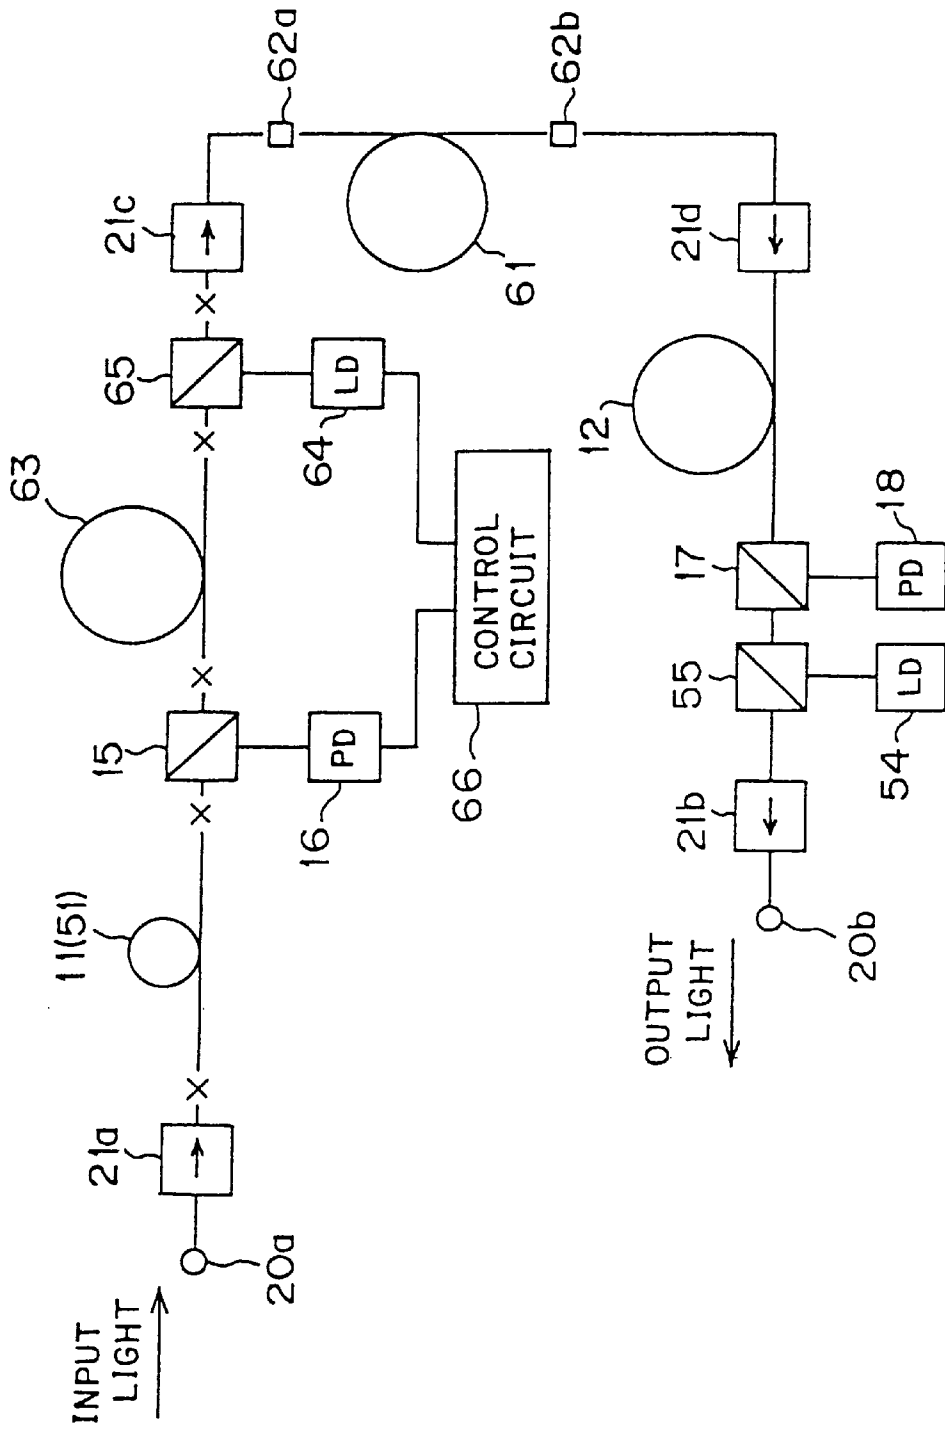 INPUT
LIGHT
20a
21a
11(51)
15
PD
16
63
65
LD
64
21c
62a
61
62b
CONTROL
CIRCUIT
66
21d
12
17
PD
18
55
LD
54
21b
20b
OUTPUT
LIGHT